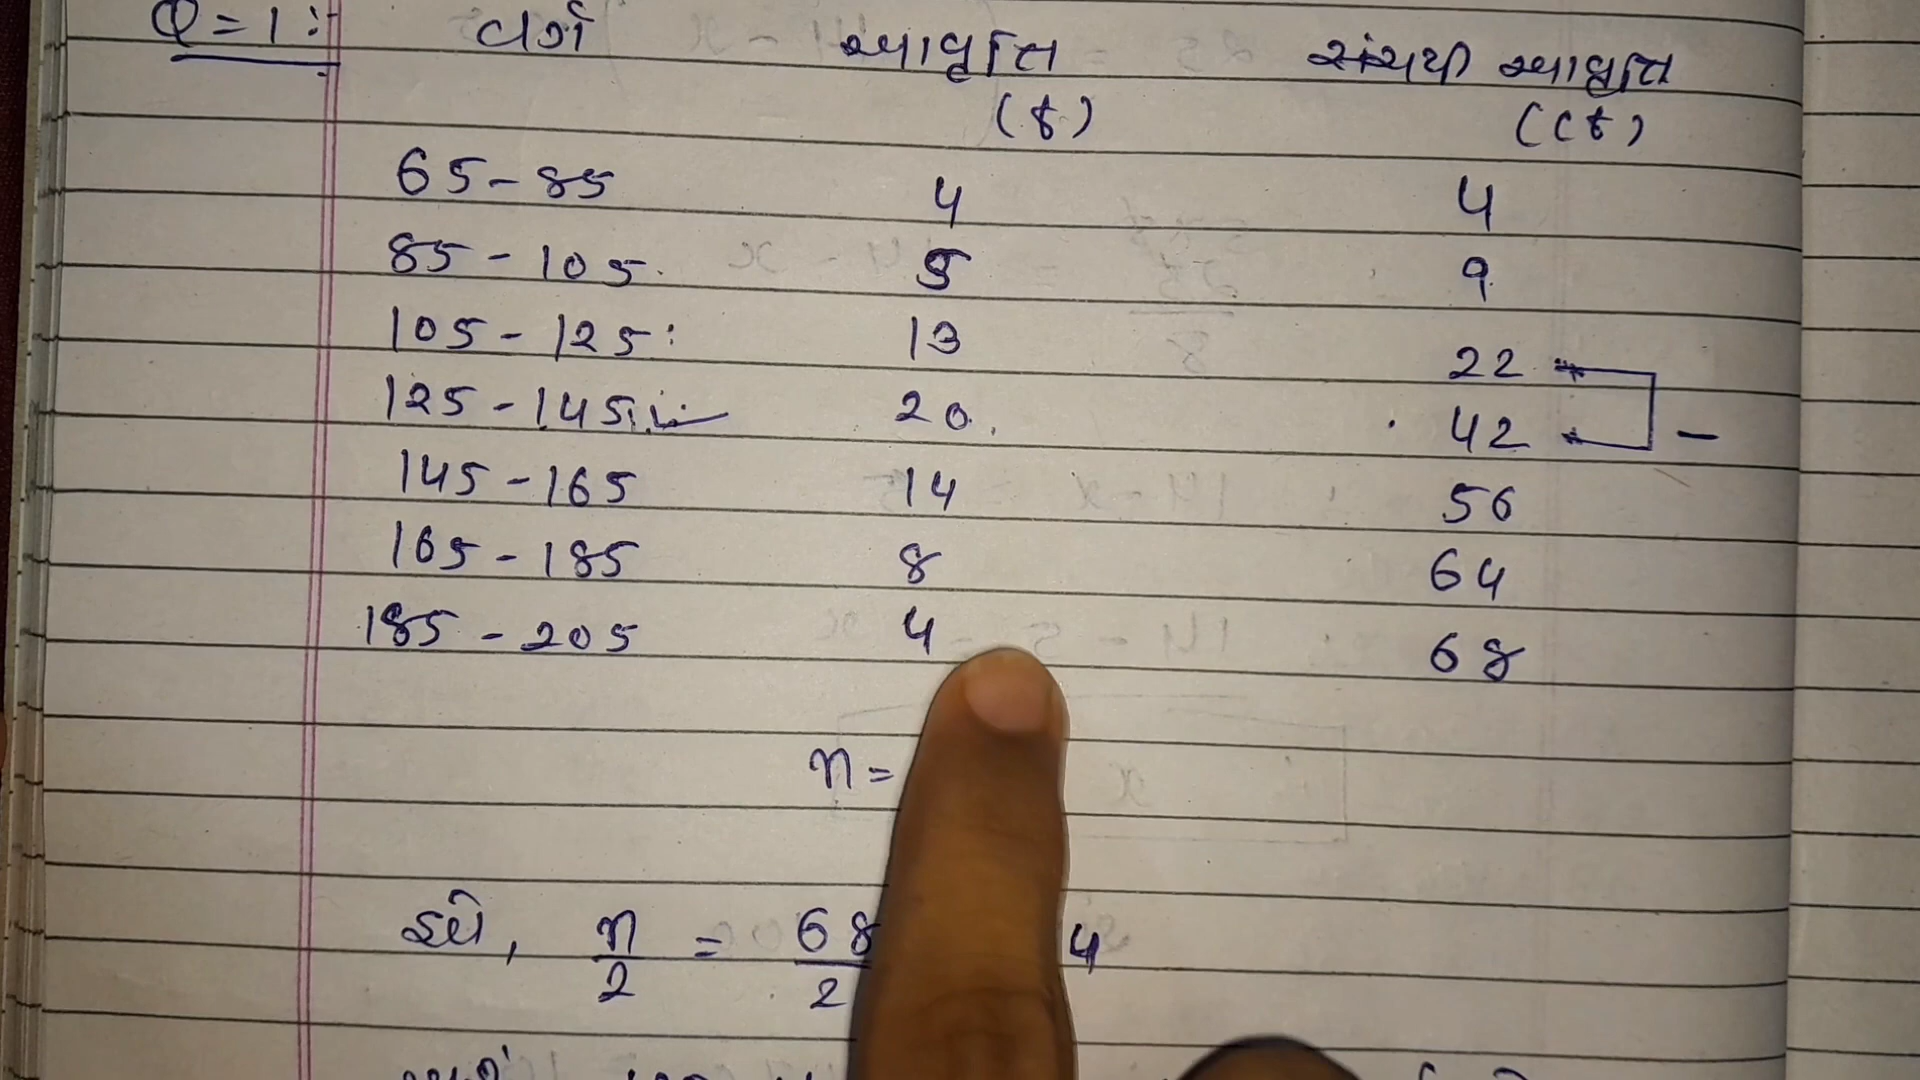 Q=1:- વર્ગ આવૃત્તિ સંચયી આવૃત્તિ
(f) (cf)
65-85 4 4
85-105 5 9
105-125 13 22
125-145 20 42
145-165 14 56
165-185 8 64
185-205 4 68
n=
હવે, n/2 = 68/2 4